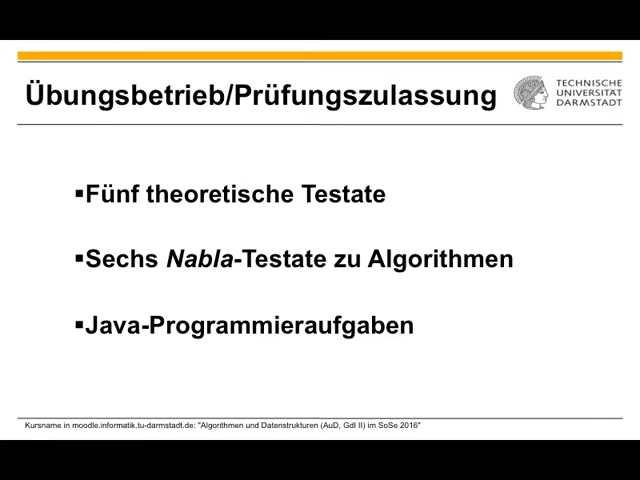 Übungsbetrieb/Prüfungszulassung
TECHNISCHE
UNIVERSITÄT
DARMSTADT
▪Fünf theoretische Testate
▪Sechs Nabla-Testate zu Algorithmen
▪Java-Programmieraufgaben
Kursname in moodle.informatik.tu-darmstadt.de: "Algorithmen und Datenstrukturen (AuD, GdI II) im SoSe 2016"